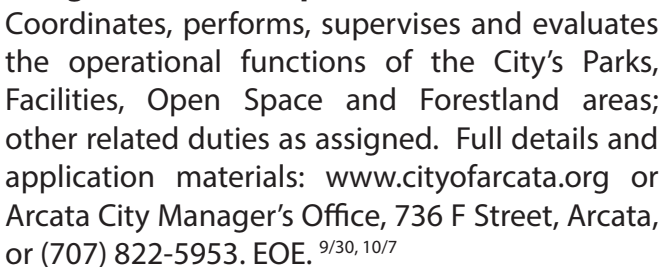 Coordinates, performs, supervises and evaluates
the operational functions of the City's Parks,
Facilities, Open Space and Forestland areas;
other related duties as assigned. Full details and
application materials: www.cityofarcata.org or
Arcata City Manager's Office, 736 F Street, Arcata,
or (707) 822-5953. EOE. 9/30, 10/7